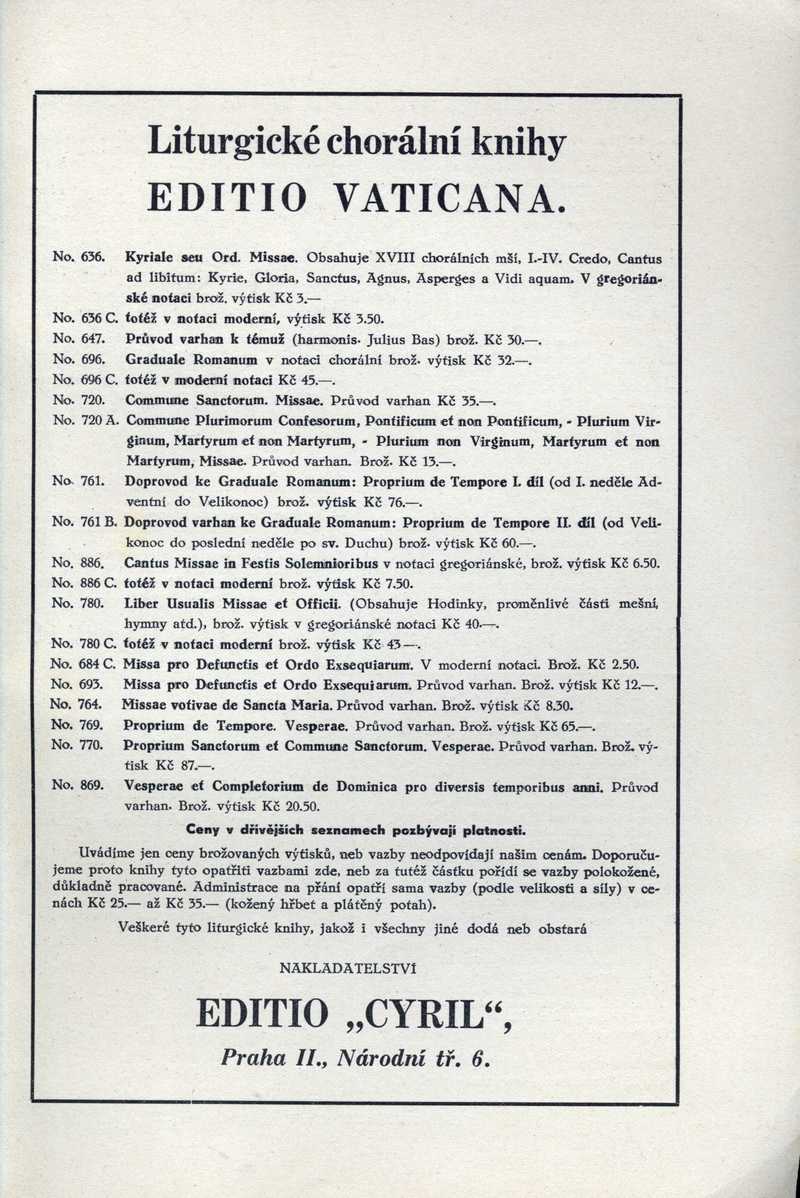 Liturgické chorální knihy
EDITIO VATICANA.
No. 636. Kyriale seu Ord. Missae. Obsahuje XVIII chorálních mší, I.-IV. Credo, Cantus
ad libitum: Kyrie, Gloria, Sanctus, Agnus, Asperges a Vidi aquam. V gregorián-
ské notaci brož. výtisk Kč 3.—
No. 636 C. totéž v notaci moderní, výtisk Kč 3.50.
No. 647. Průvod varhan k témuž (harmonis. Julius Bas) brož. Kč 30.—.
No. 696. Graduale Romanum v notaci chorální brož. výtisk Kč 32.—.
No. 696 C. totéž v moderní notaci Kč 45.—.
No. 720. Commune Sanctorum. Missae. Průvod varhan Kč 35.—.
No. 720 A. Commune Plurimorum Confesorum, Pontificum et non Pontificum, - Plurium Vir-
ginum, Martyrum et non Martyrum, - Plurium non Virginum, Martyrum et non
Martyrum, Missae. Průvod varhan. Brož. Kč 13.—.
No. 761. Doprovod ke Graduale Romanum: Proprium de Tempore I. díl (od I. neděle Ad-
ventní do Velikonoc) brož. výtisk Kč 76.—.
No. 761 B. Doprovod varhan ke Graduale Romanum: Proprium de Tempore II. díl (od Veli-
konoc do poslední neděle po sv. Duchu) brož. výtisk Kč 60.—.
No. 886. Cantus Missae in Festis Solemnioribus v notaci gregoriánské, brož. výtisk Kč 6.50.
No. 886 C. totéž v notaci moderní brož. výtisk Kč 7.50.
No. 780. Liber Usualis Missae et Officii. (Obsahuje Hodinky, proměnlivé části mešní,
hymny atd.), brož. výtisk v gregoriánské notaci Kč 40.—.
No. 780 C. totéž v notaci moderní brož. výtisk Kč 43—.
No. 684 C. Missa pro Defunctis et Ordo Exsequiarum. V moderní notaci. Brož. Kč 2.50.
No. 693. Missa pro Defunctis et Ordo Exsequiarum. Průvod varhan. Brož. výtisk Kč 12.—.
No. 764. Missae votivae de Sancta Maria. Průvod varhan. Brož. výtisk Kč 8.30.
No. 769. Proprium de Tempore. Vesperae. Průvod varhan. Brož. výtisk Kč 65.—.
No. 770. Proprium Sanctorum et Commune Sanctorum. Vesperae. Průvod varhan. Brož. vý-
tisk Kč 87.—.
No. 869. Vesperae et Completorium de Dominica pro diversis temporibus anni. Průvod
varhan. Brož. výtisk Kč 20.50.
Ceny v dřívějších seznamech pozbývají platnosti.
Uvádíme jen ceny brožovaných výtisků, neb vazby neodpovídají našim cenám. Doporuču-
jeme proto knihy tyto opatřiti vazbami zde, neb za tutéž částku pořídí se vazby polokožené,
důkladně pracované. Administrace na přání opatří sama vazby (podle velikosti a síly) v ce-
nách Kč 25.— až Kč 35.— (kožený hřbet a plátěný potah).
Veškeré tyto liturgické knihy, jakož i všechny jiné dodá neb obstará
NAKLADATELSTVÍ
EDITIO „CYRIL“,
Praha II., Národní tř. 6.